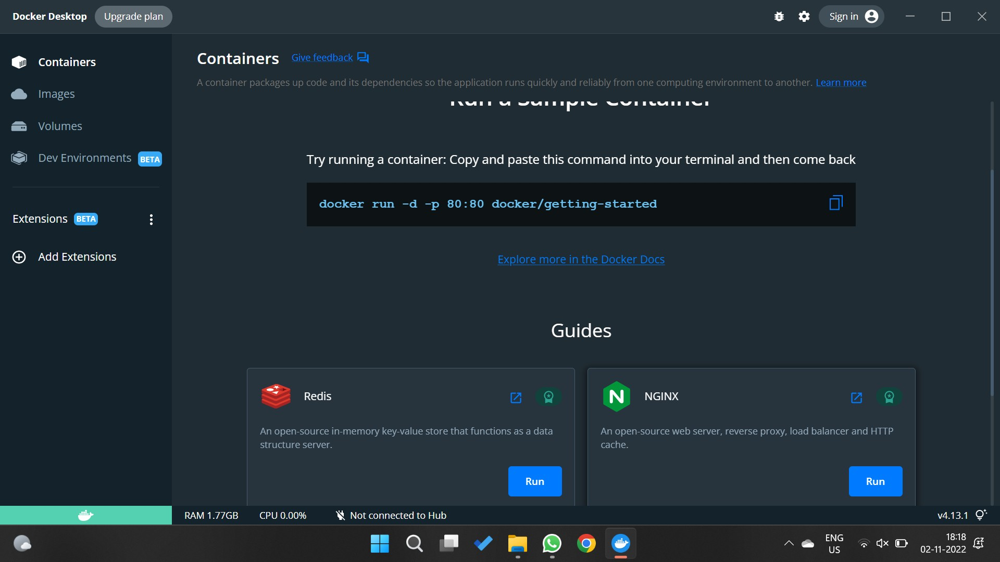 Docker Desktop
Upgrade plan
Sign in
Containers
Images
Volumes
Dev Environments BETA
Extensions BETA
Add Extensions
Containers
Give feedback
A container packages up code and its dependencies so the application runs quickly and reliably from one computing environment to another. Learn more
Run a Sample Container
Try running a container: Copy and paste this command into your terminal and then come back
docker run -d -p 80:80 docker/getting-started
Explore more in the Docker Docs
Guides
Redis
An open-source in-memory key-value store that functions as a data
structure server.
Run
NGINX
An open-source web server, reverse proxy, load balancer and HTTP
cache.
Run
RAM 1.77GB
CPU 0.00%
Not connected to Hub
v4.13.1
ENG
US
18:18
02-11-2022